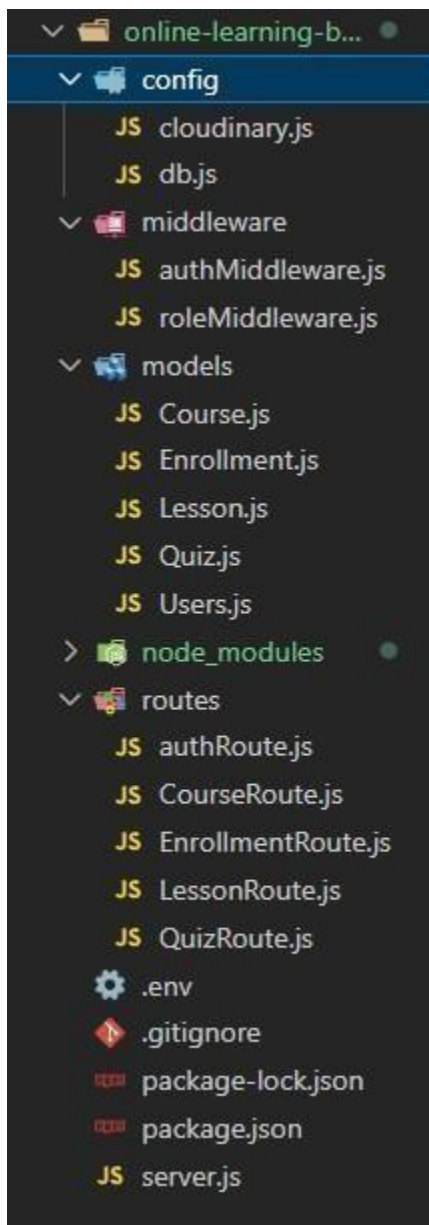 online-learning-b...
config
JS cloudinary.js
JS db.js
middleware
JS authMiddleware.js
JS roleMiddleware.js
models
JS Course.js
JS Enrollment.js
JS Lesson.js
JS Quiz.js
JS Users.js
node_modules
routes
JS authRoute.js
JS CourseRoute.js
JS EnrollmentRoute.js
JS LessonRoute.js
JS QuizRoute.js
.env
.gitignore
package-lock.json
package.json
JS server.js